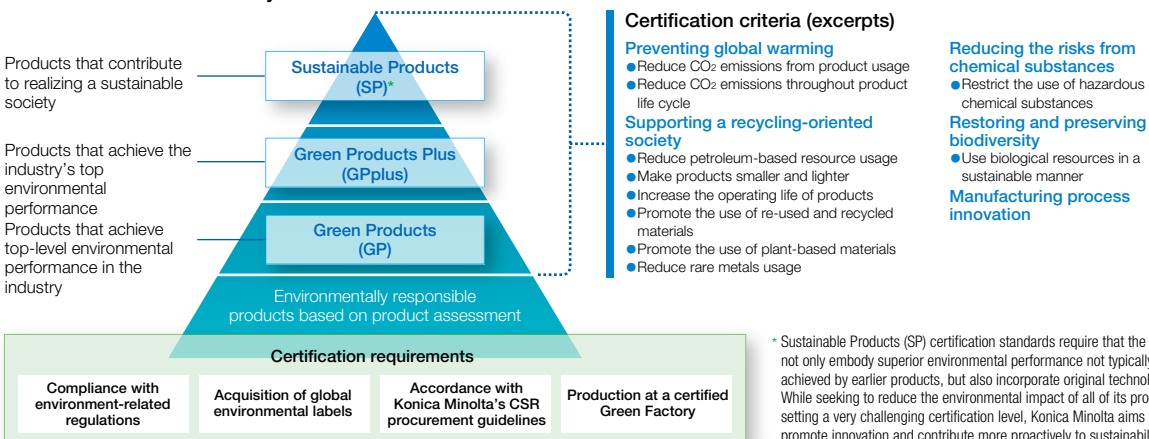 Products that contribute
to realizing a sustainable
society
Products that achieve the
industry's top
environmental
performance
Products that achieve
top-level environmental
performance in the
industry
Sustainable Products
(SP)*
Green Products Plus
(GPplus)
Green Products
(GP)
Environmentally responsible
products based on product assessment
Certification criteria (excerpts)
Preventing global warming
●Reduce CO2 emissions from product usage
●Reduce CO2 emissions throughout product
life cycle
Supporting a recycling-oriented
society
●Reduce petroleum-based resource usage
●Make products smaller and lighter
●Increase the operating life of products
●Promote the use of re-used and recycled
materials
●Promote the use of plant-based materials
●Reduce rare metals usage
Reducing the risks from
chemical substances
●Restrict the use of hazardous
chemical substances
Restoring and preserving
biodiversity
●Use biological resources in a
sustainable manner
Manufacturing process
innovation
Certification requirements
Compliance with
environment-related
regulations
Acquisition of global
environmental labels
Accordance with
Konica Minolta's CSR
procurement guidelines
Production at a certified
Green Factory
* Sustainable Products (SP) certification standards require that the
not only embody superior environmental performance not typically
achieved by earlier products, but also incorporate original
While seeking to reduce the environmental impact of all of its
setting a very challenging certification level, Konica Minolta aims
promote innovation and contribute more proactively to